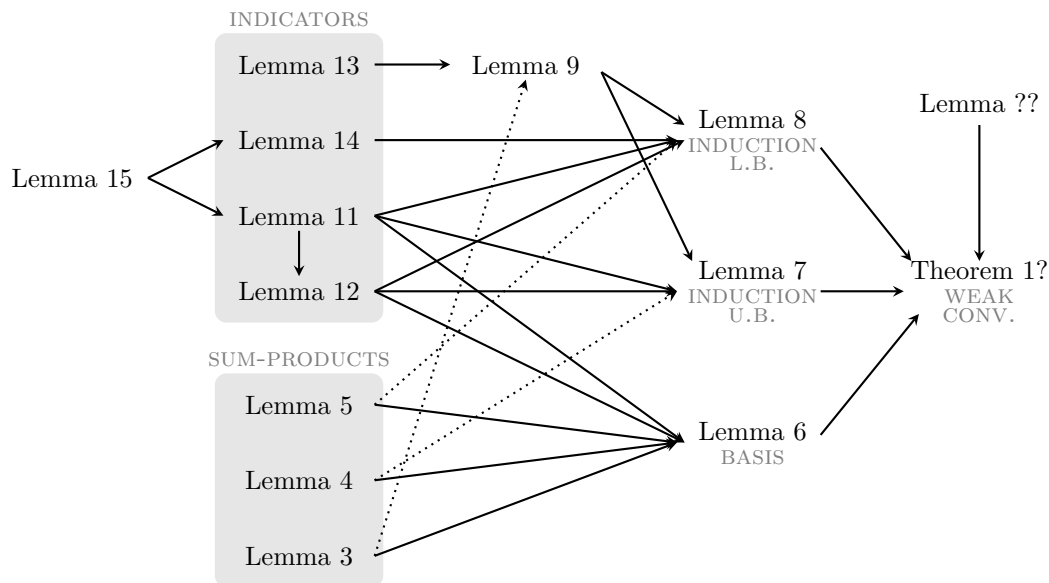 INDICATORS
Lemma 13
Lemma 14
Lemma 11
Lemma 12
Lemma 15
SUM-PRODUCTS
Lemma 5
Lemma 4
Lemma 3
Lemma 9
Lemma 8
INDUCTION
L.B.
Lemma 7
INDUCTION
U.B.
Lemma 6
BASIS
Lemma ??
Theorem 1?
WEAK
CONV.